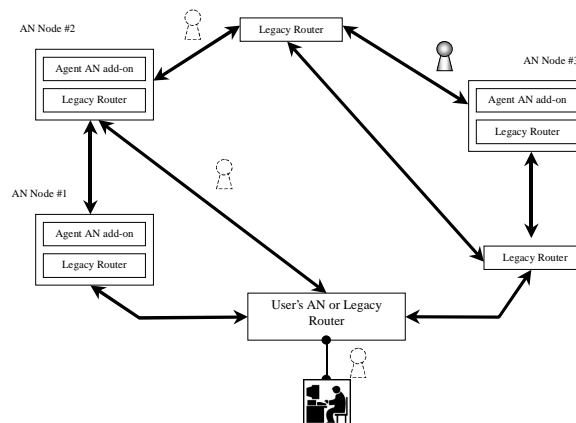 AN Node #2
Legacy Router
Agent AN add-on
Legacy Router
AN Node #3
Agent AN add-on
Legacy Router
AN Node #1
Agent AN add-on
Legacy Router
Legacy Router
User's AN or Legacy
Router